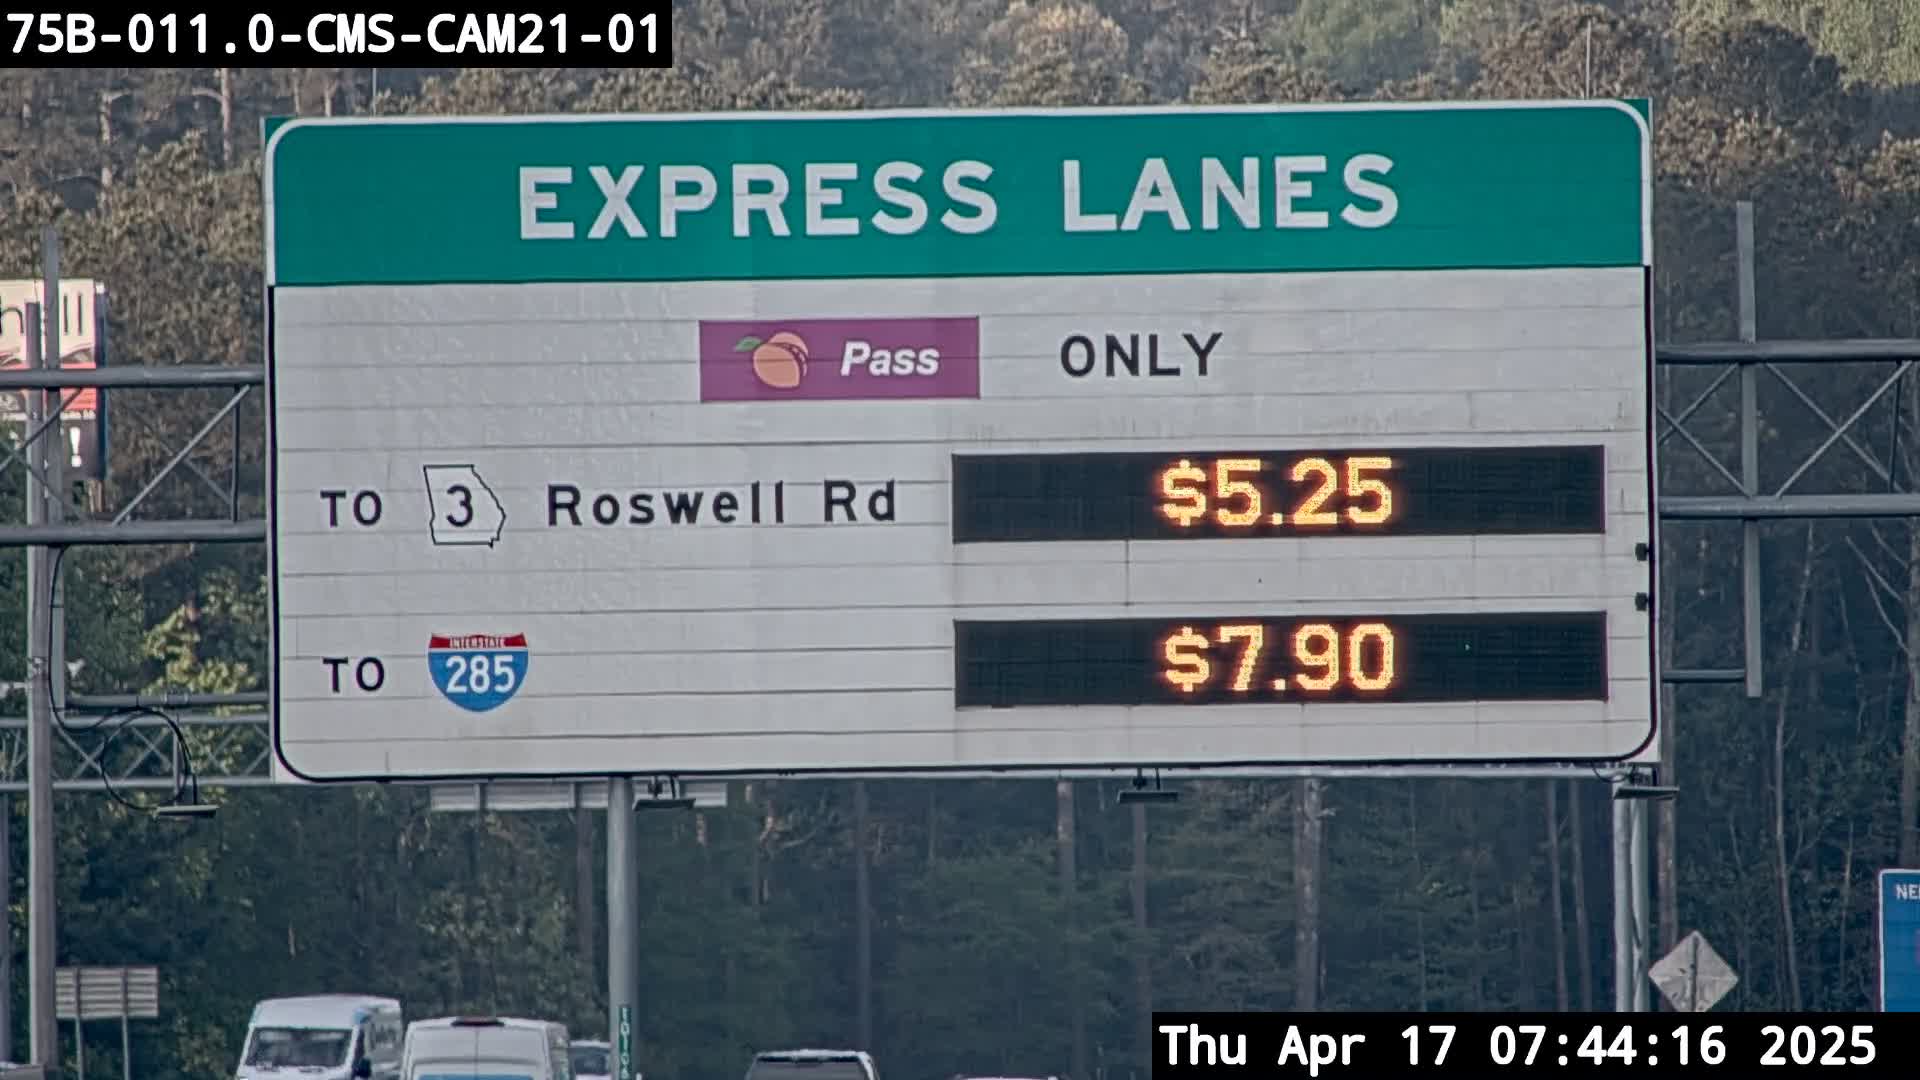 75B-011.0-CMS-CAM21-01
EXPRESS LANES
Pass ONLY
TO 3 Roswell Rd $5.25
INTERSTATE
TO 285 $7.90
Thu Apr 17 07:44:16 2025